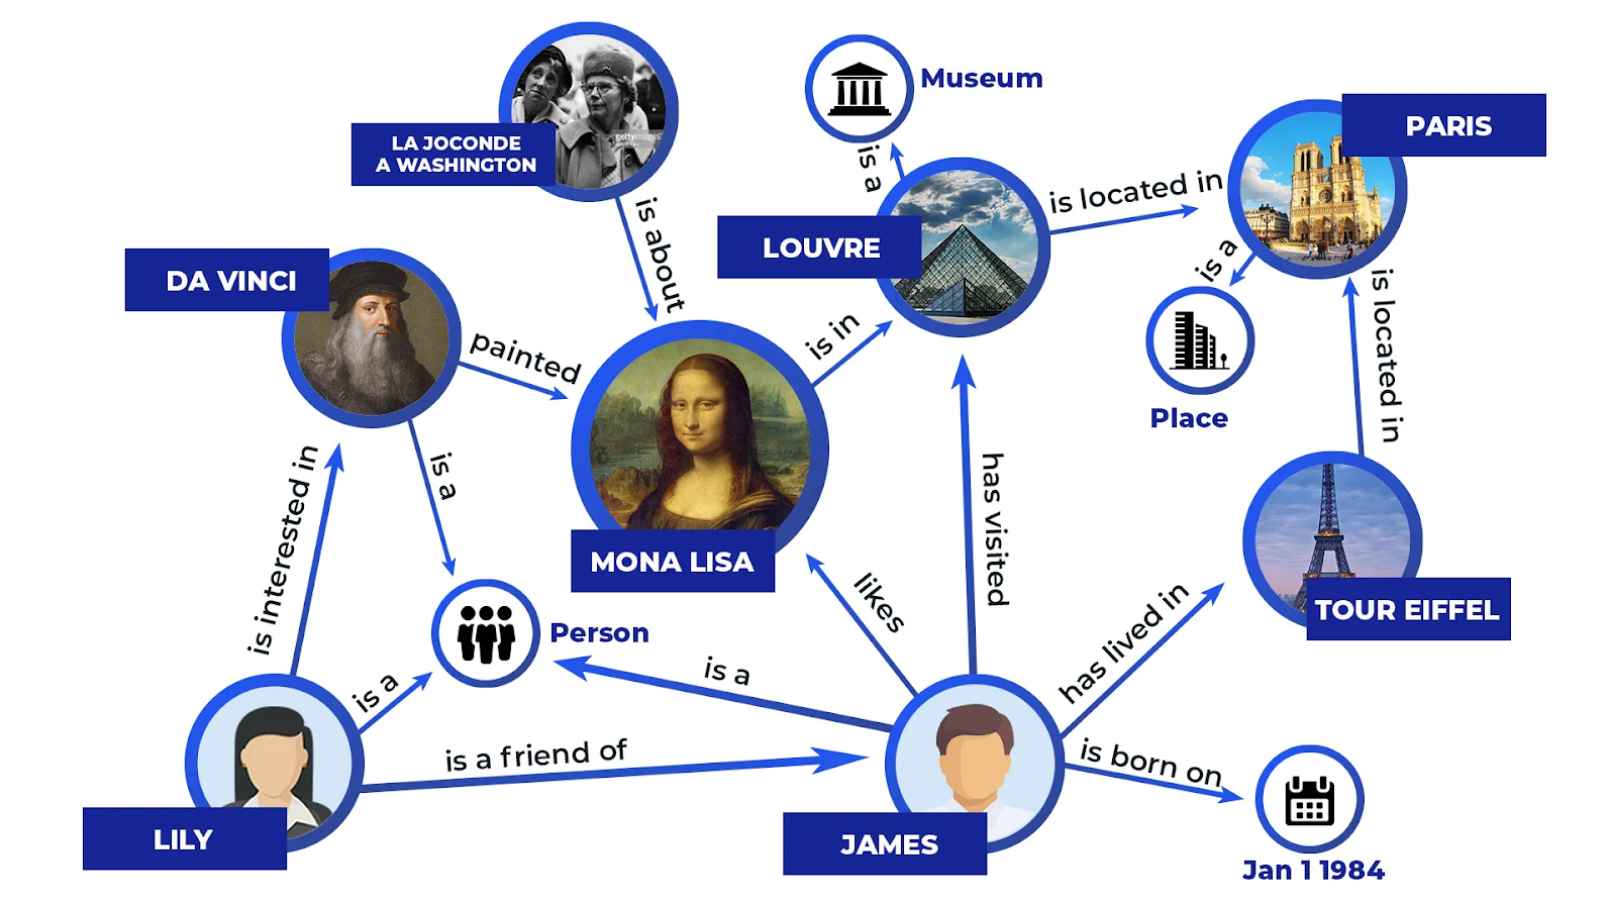 Museum
PARIS
LA JOCONDE
A WASHINGTON
gettyimages
is a
is located in
is about
LOUVRE
is a
DA VINCI
is located in
painted
is in
Place
is interested in
is a
has visited
MONA LISA
likes
TOUR EIFFEL
Person
has lived in
is a
is a
is a friend of
is born on
LILY
JAMES
Jan 1 1984